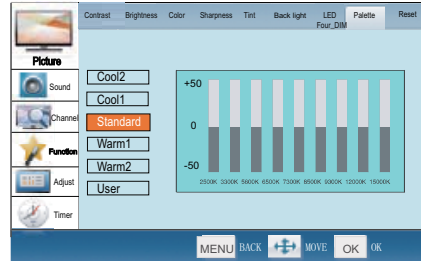 Contrast Brightness Color Sharpness Tint Back light LED Four_DIM Palette Reset
Picture
Sound
Channel
Function
Adjust
Timer
Cool2
Cool1
Standard
Warm1
Warm2
User
+50
0
-50
2500K 3300K 5600K 6500K 7300K 8500K 9300K 12000K 15000K
MENU BACK MOVE OK OK